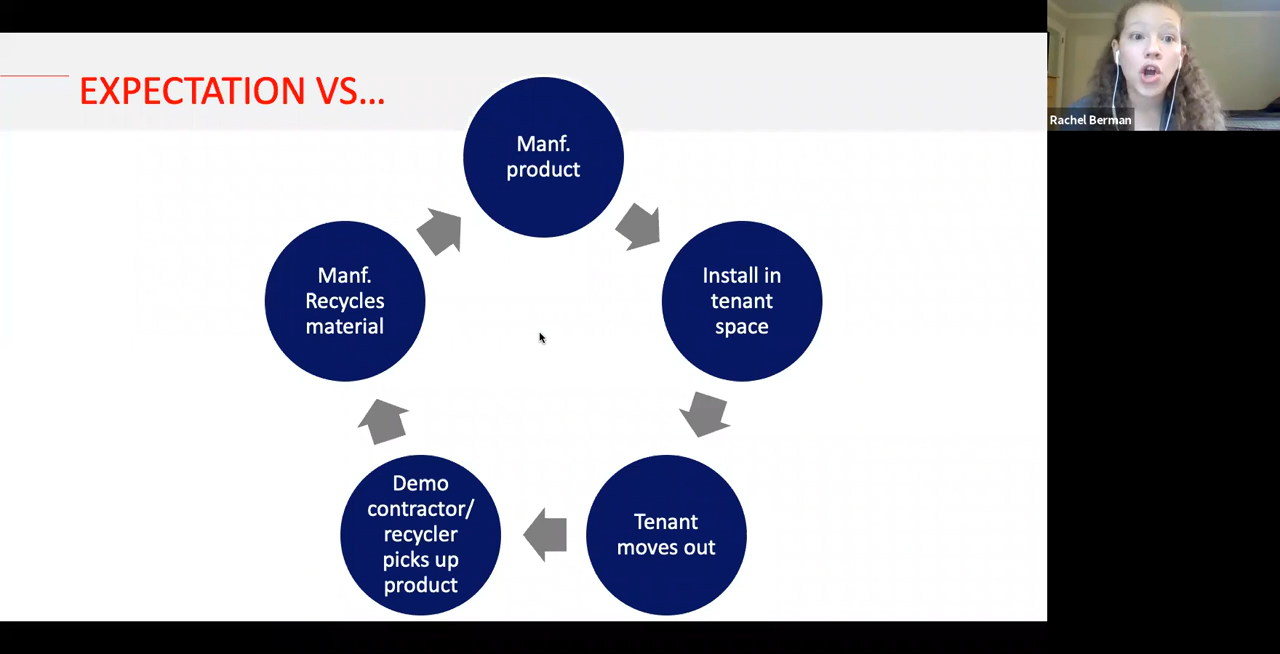 EXPECTATION VS...
Manf.
product
Install in
tenant
space
Tenant
moves out
Demo
contractor/
recycler
picks up
product
Manf.
Recycles
material
Rachel Berman